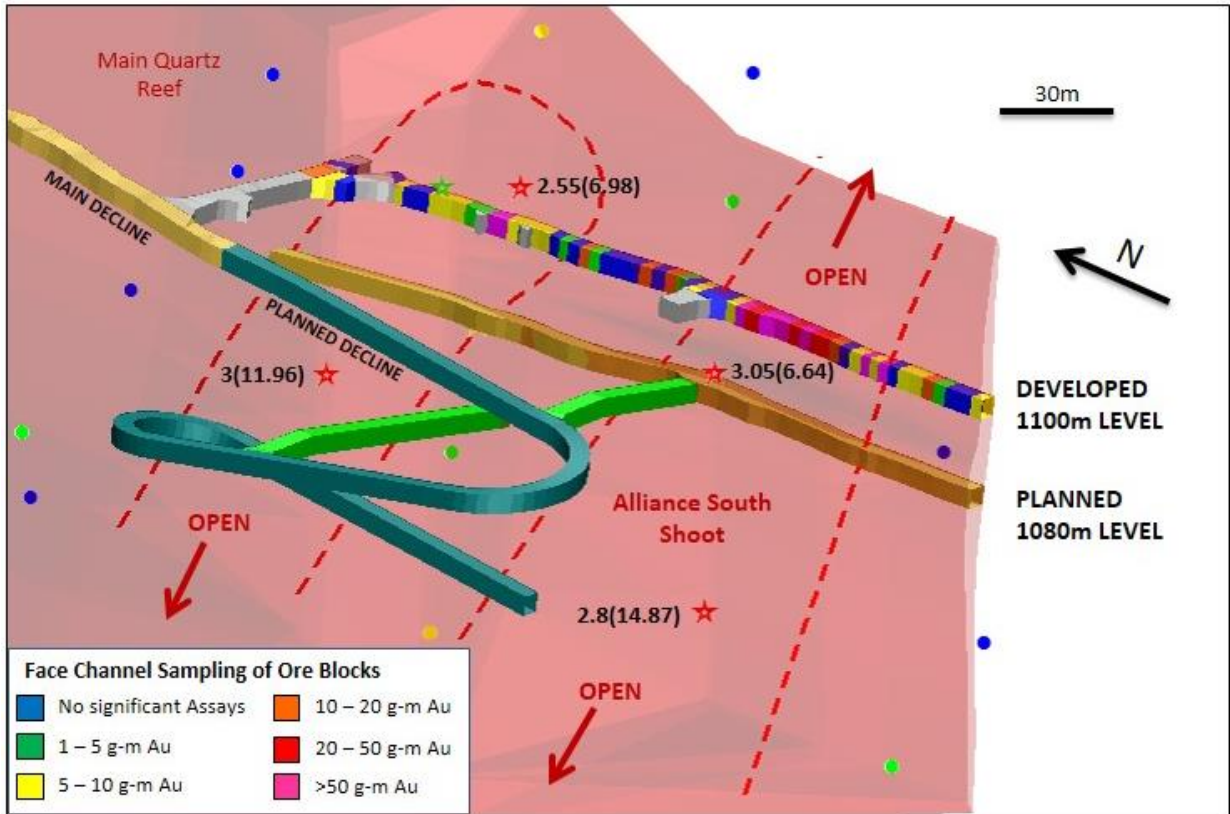 Main Quartz
Reef
30m
MAIN DECLINE
2.55(6.98)
OPEN
N
PLANNED DECLINE
3(11.96)
3.05(6.64)
DEVELOPED
1100m LEVEL
PLANNED
1080m LEVEL
Alliance South
Shoot
OPEN
2.8(14.87)
OPEN
Face Channel Sampling of Ore Blocks
No significant Assays
10 – 20 g-m Au
1 – 5 g-m Au
20 – 50 g-m Au
5 – 10 g-m Au
>50 g-m Au